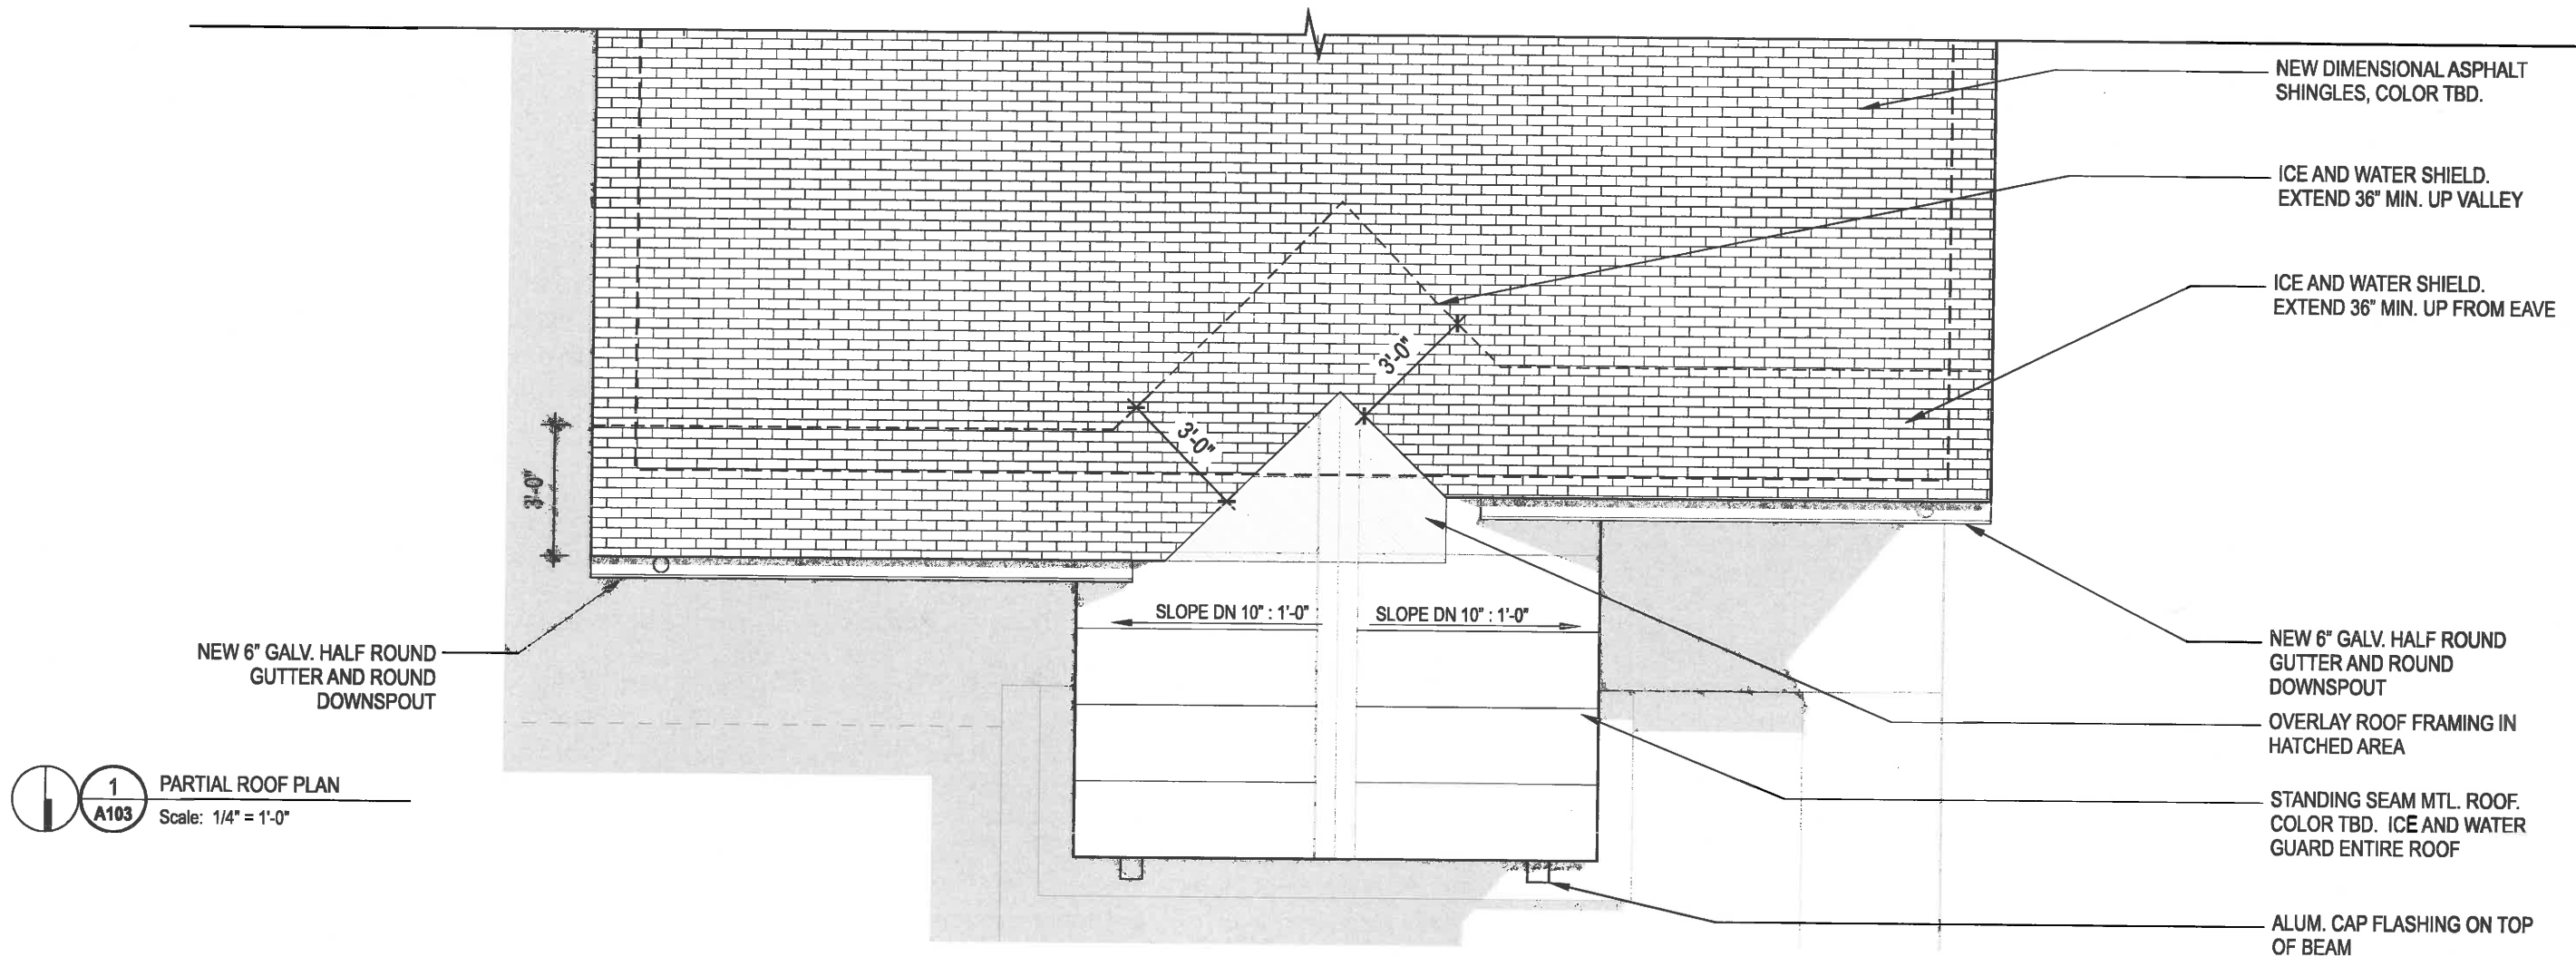 NEW DIMENSIONAL ASPHALT
SHINGLES, COLOR TBD.
ICE AND WATER SHIELD.
EXTEND 36" MIN. UP VALLEY
ICE AND WATER SHIELD.
EXTEND 36" MIN. UP FROM EAVE
3'-0"
3'-0"
3'-0"
SLOPE DN 10" : 1'-0"
SLOPE DN 10" : 1'-0"
NEW 6" GALV. HALF ROUND
GUTTER AND ROUND
DOWNSPOUT
NEW 6" GALV. HALF ROUND
GUTTER AND ROUND
DOWNSPOUT
OVERLAY ROOF FRAMING IN
HATCHED AREA
STANDING SEAM MTL. ROOF.
COLOR TBD. ICE AND WATER
GUARD ENTIRE ROOF
ALUM. CAP FLASHING ON TOP
OF BEAM
1
A103
PARTIAL ROOF PLAN
Scale: 1/4" = 1'-0"